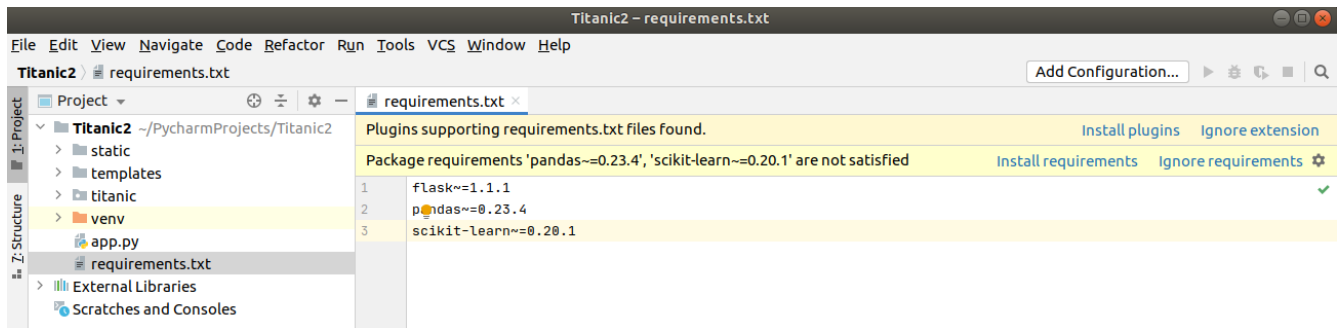 Titanic2 – requirements.txt
File Edit View Navigate Code Refactor Run Tools VCS Window Help
Titanic2 requirements.txt Add Configuration...
1: Project
7: Structure
Project
Titanic2 ~/PycharmProjects/Titanic2
static
templates
titanic
venv
app.py
requirements.txt
External Libraries
Scratches and Consoles
requirements.txt
Plugins supporting requirements.txt files found. Install plugins Ignore extension
Package requirements 'pandas~=0.23.4', 'scikit-learn~=0.20.1' are not satisfied Install requirements Ignore requirements
1 flask~=1.1.1
2 pandas~=0.23.4
3 scikit-learn~=0.20.1